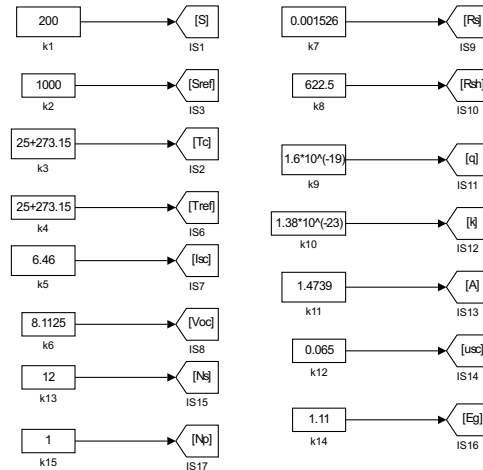 200
[S]
k1
IS1
1000
[Sref]
k2
IS3
25+273.15
[Tc]
k3
IS2
25+273.15
[Tref]
k4
IS6
6.46
[Isc]
k5
IS7
8.1125
[Voc]
k6
IS8
12
[Ns]
k13
IS15
1
[Np]
k15
IS17
0.001526
[Rs]
k7
IS9
622.5
[Rsh]
k8
IS10
1.6*10^(-19)
[q]
k9
IS11
1.38*10^(-23)
[k]
k10
IS12
1.4739
[A]
k11
IS13
0.065
[usc]
k12
IS14
1.11
[Eg]
k14
IS16